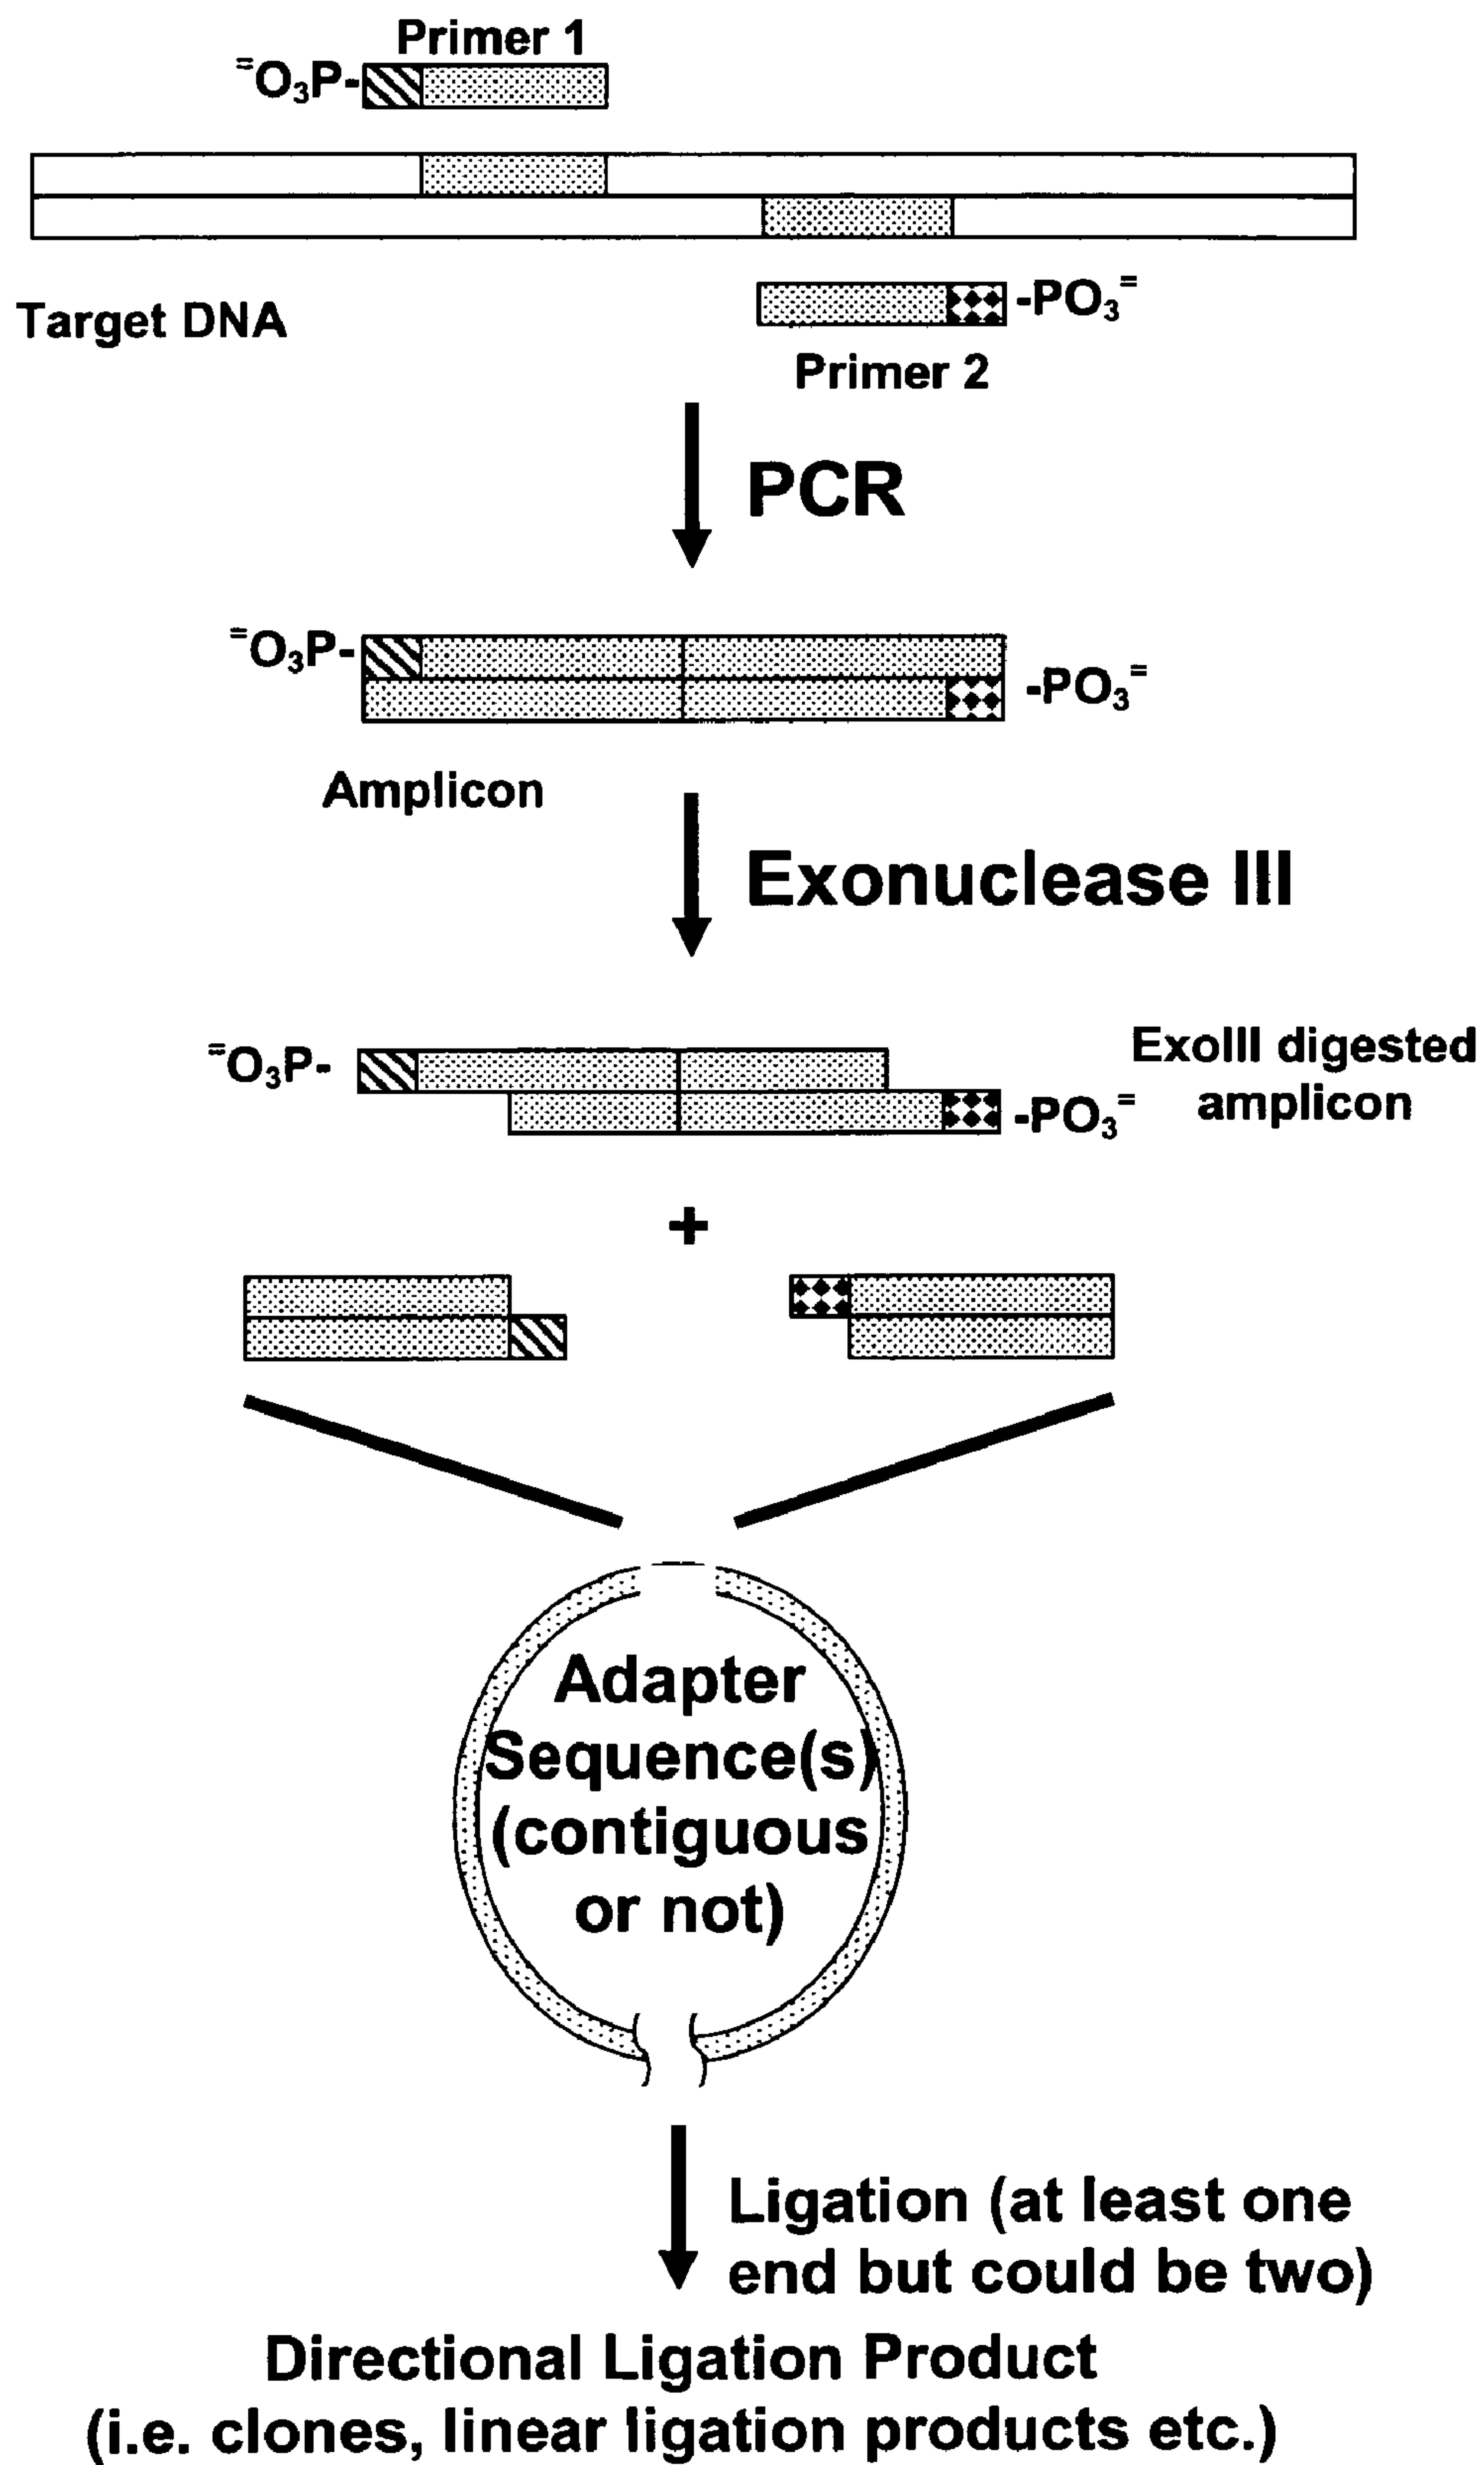 Primer 1
⁼O₃P-
Target DNA
-PO₃⁼
Primer 2
PCR
⁼O₃P-
-PO₃⁼
Amplicon
Exonuclease III
⁼O₃P-
ExoIII digested
amplicon
-PO₃⁼
+
Adapter
Sequence(s)
(contiguous
or not)
Ligation (at least one
end but could be two)
Directional Ligation Product
(i.e. clones, linear ligation products etc.)